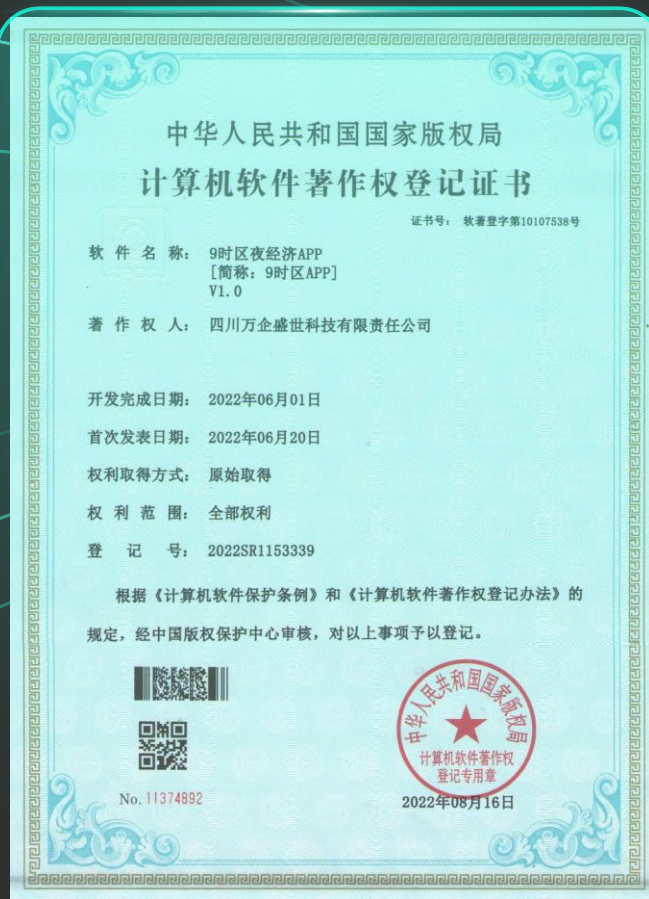 中华人民共和国国家版权局
计算机软件著作权登记证书
证书号： 软著登字第10107538号
软件名称： 9时区夜经济APP
[简称：9时区APP]
V1.0
著作权人： 四川万企盛世科技有限责任公司
开发完成日期： 2022年06月01日
首次发表日期： 2022年06月20日
权利取得方式： 原始取得
权利范围： 全部权利
登记号： 2022SR1153339
根据《计算机软件保护条例》和《计算机软件著作权登记办法》的
规定，经中国版权保护中心审核，对以上事项予以登记。
中华人民共和国国家版权局
计算机软件著作权
登记专用章
No. 11374892
2022年08月16日